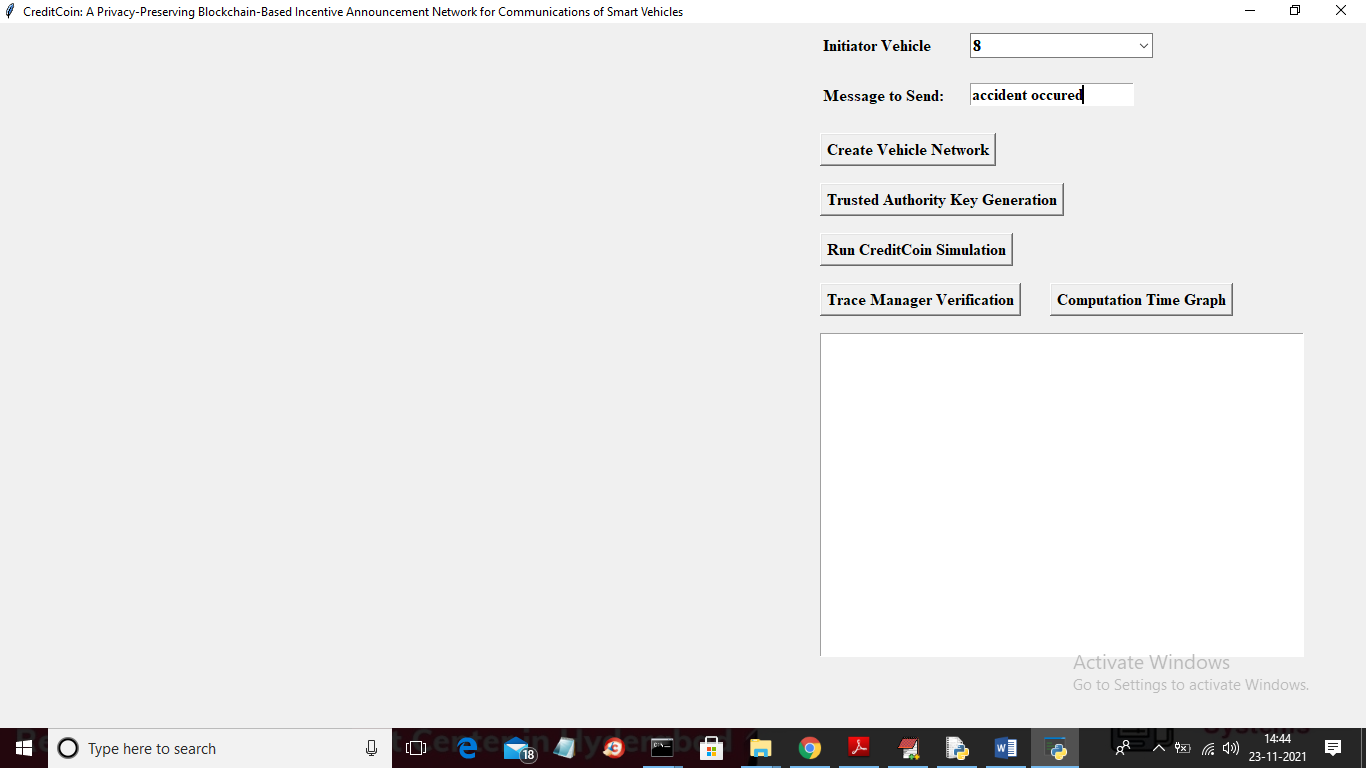 CreditCoin: A Privacy-Preserving Blockchain-Based Incentive Announcement Network for Communications of Smart Vehicles
Initiator Vehicle 8
Message to Send: accident occured
Create Vehicle Network
Trusted Authority Key Generation
Run CreditCoin Simulation
Trace Manager Verification Computation Time Graph
Activate Windows
Go to Settings to activate Windows.
Type here to search
18
14:44
23-11-2021